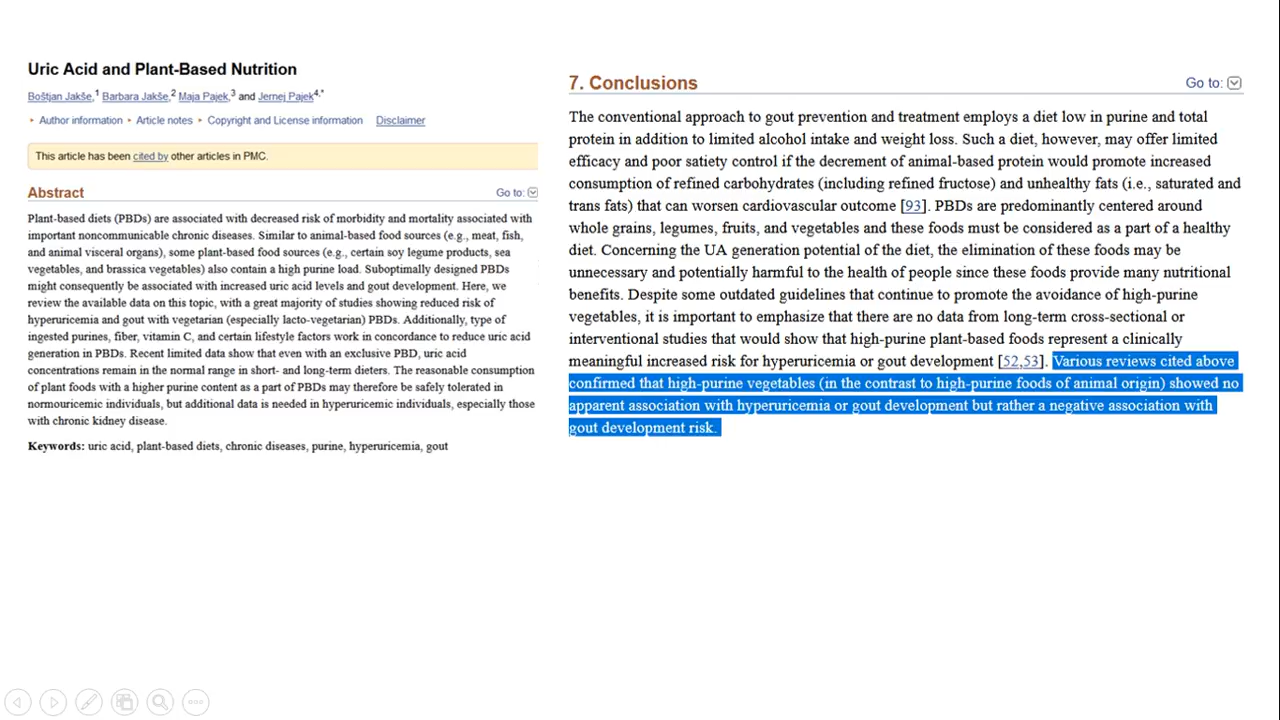 Uric Acid and Plant-Based Nutrition
Boštjan Jakše,1 Barbara Jakše,2 Maja Pajek,3 and Jernej Pajek4,*
▸ Author information ▸ Article notes ▸ Copyright and License information Disclaimer
This article has been cited by other articles in PMC.
Abstract Go to:
Plant-based diets (PBDs) are associated with decreased risk of morbidity and mortality associated with
important noncommunicable chronic diseases. Similar to animal-based food sources (e.g., meat, fish,
and animal visceral organs), some plant-based food sources (e.g., certain soy legume products, sea
vegetables, and brassica vegetables) also contain a high purine load. Suboptimally designed PBDs
might consequently be associated with increased uric acid levels and gout development. Here, we
review the available data on this topic, with a great majority of studies showing reduced risk of
hyperuricemia and gout with vegetarian (especially lacto-vegetarian) PBDs. Additionally, type of
ingested purines, fiber, vitamin C, and certain lifestyle factors work in concordance to reduce uric acid
generation in PBDs. Recent limited data show that even with an exclusive PBD, uric acid
concentrations remain in the normal range in short- and long-term dieters. The reasonable consumption
of plant foods with a higher purine content as a part of PBDs may therefore be safely tolerated in
normouricemic individuals, but additional data is needed in hyperuricemic individuals, especially those
with chronic kidney disease.
Keywords: uric acid, plant-based diets, chronic diseases, purine, hyperuricemia, gout
7. Conclusions Go to:
The conventional approach to gout prevention and treatment employs a diet low in purine and total
protein in addition to limited alcohol intake and weight loss. Such a diet, however, may offer limited
efficacy and poor satiety control if the decrement of animal-based protein would promote increased
consumption of refined carbohydrates (including refined fructose) and unhealthy fats (i.e., saturated and
trans fats) that can worsen cardiovascular outcome [93]. PBDs are predominantly centered around
whole grains, legumes, fruits, and vegetables and these foods must be considered as a part of a healthy
diet. Concerning the UA generation potential of the diet, the elimination of these foods may be
unnecessary and potentially harmful to the health of people since these foods provide many nutritional
benefits. Despite some outdated guidelines that continue to promote the avoidance of high-purine
vegetables, it is important to emphasize that there are no data from long-term cross-sectional or
interventional studies that would show that high-purine plant-based foods represent a clinically
meaningful increased risk for hyperuricemia or gout development [52,53]. Various reviews cited above
confirmed that high-purine vegetables (in the contrast to high-purine foods of animal origin) showed no
apparent association with hyperuricemia or gout development but rather a negative association with
gout development risk.